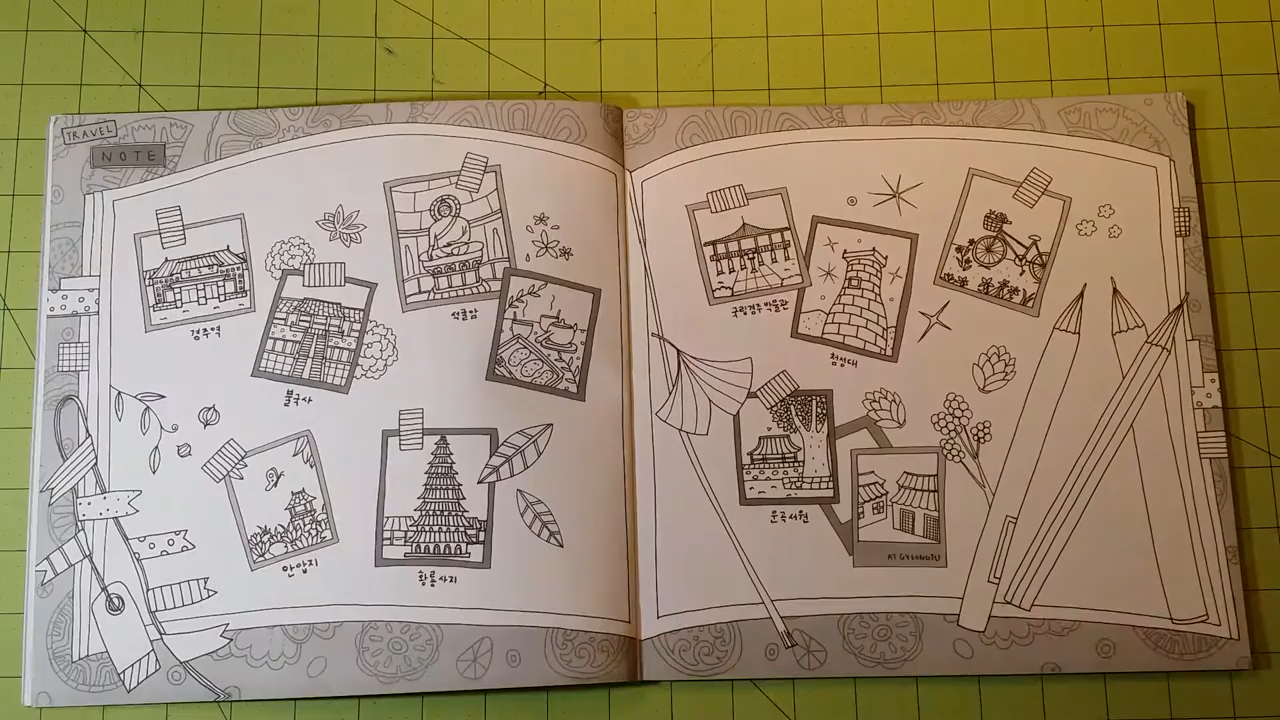 TRAVEL
NOTE
경주역
불국사
석굴암
안압지
황룡사지
국립경주박물관
첨성대
운곡서원
AT GYEONGJU